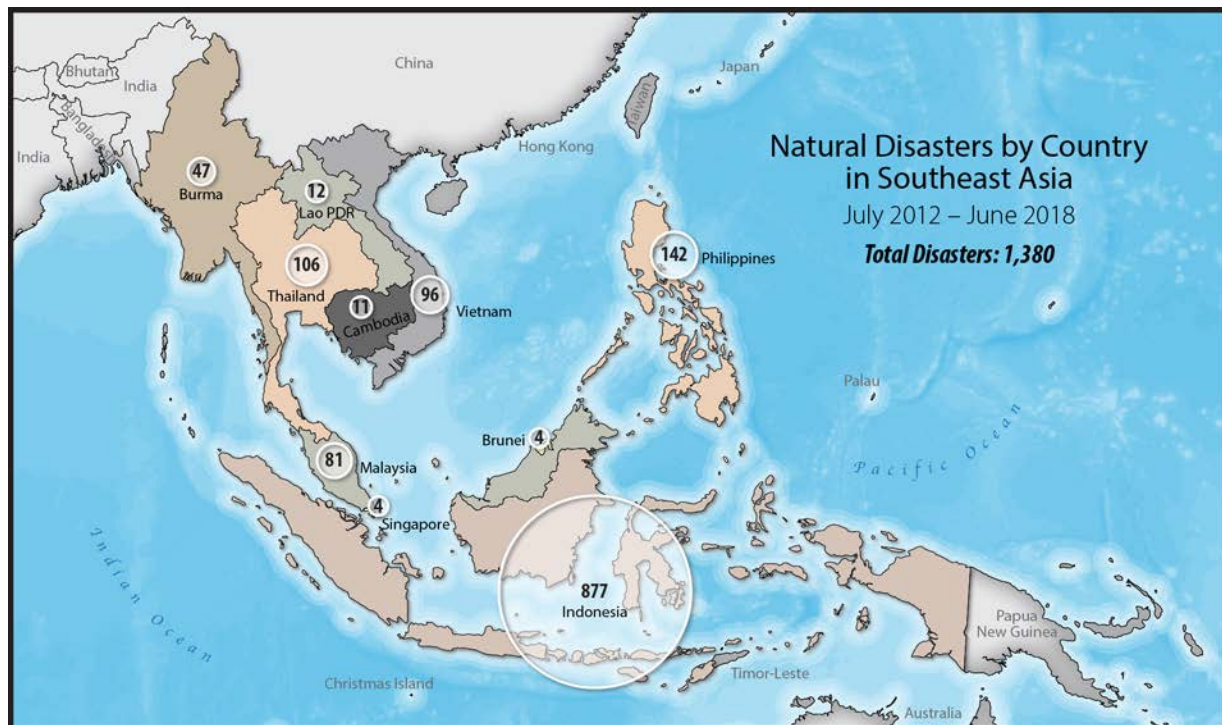 China
Bhutan
India
Bangladesh
India
Japan
Taiwan
Hong Kong
Natural Disasters by Country
in Southeast Asia
July 2012 – June 2018
Total Disasters: 1,380
47
Burma
12
Lao PDR
106
Thailand
11
Cambodia
96
Vietnam
142
Philippines
Palau
Pacific Ocean
Brunei
4
81
Malaysia
4
Singapore
Indian Ocean
877
Indonesia
Papua
New Guinea
Timor-Leste
Christmas Island
Australia